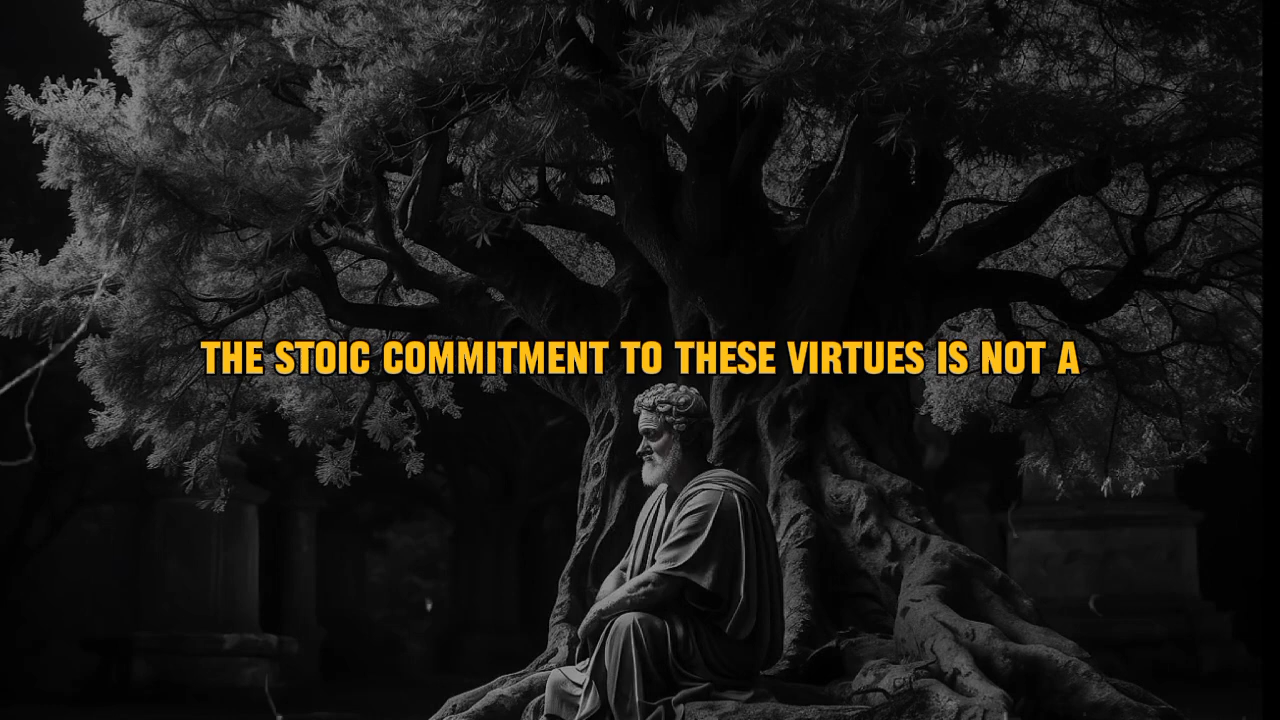 THE STOIC COMMITMENT TO THESE VIRTUES IS NOT A